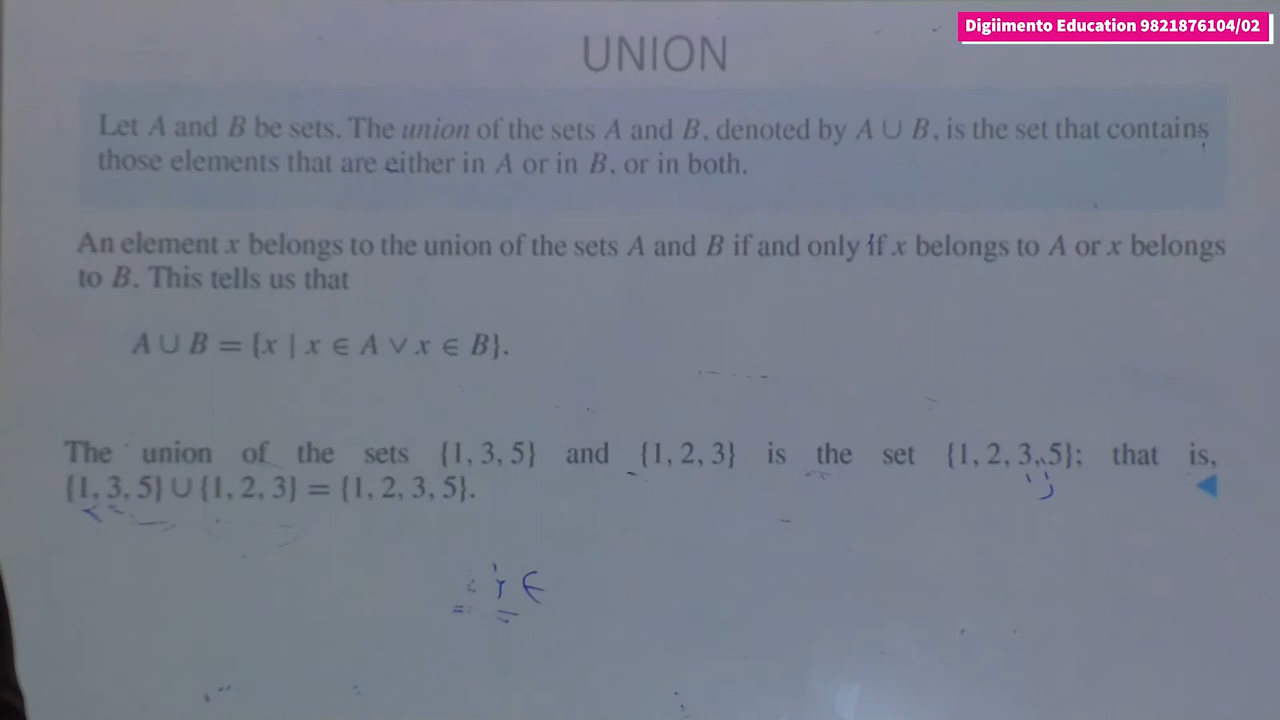 Digiimento Education 9821876104/02
UNION
Let A and B be sets. The union of the sets A and B, denoted by A ∪ B, is the set that contains
those elements that are either in A or in B, or in both.
An element x belongs to the union of the sets A and B if and only if x belongs to A or x belongs
to B. This tells us that
A ∪ B = {x | x ∈ A ∨ x ∈ B}.
The union of the sets {1, 3, 5} and {1, 2, 3} is the set {1, 2, 3, 5}; that is,
{1, 3, 5} ∪ {1, 2, 3} = {1, 2, 3, 5}.